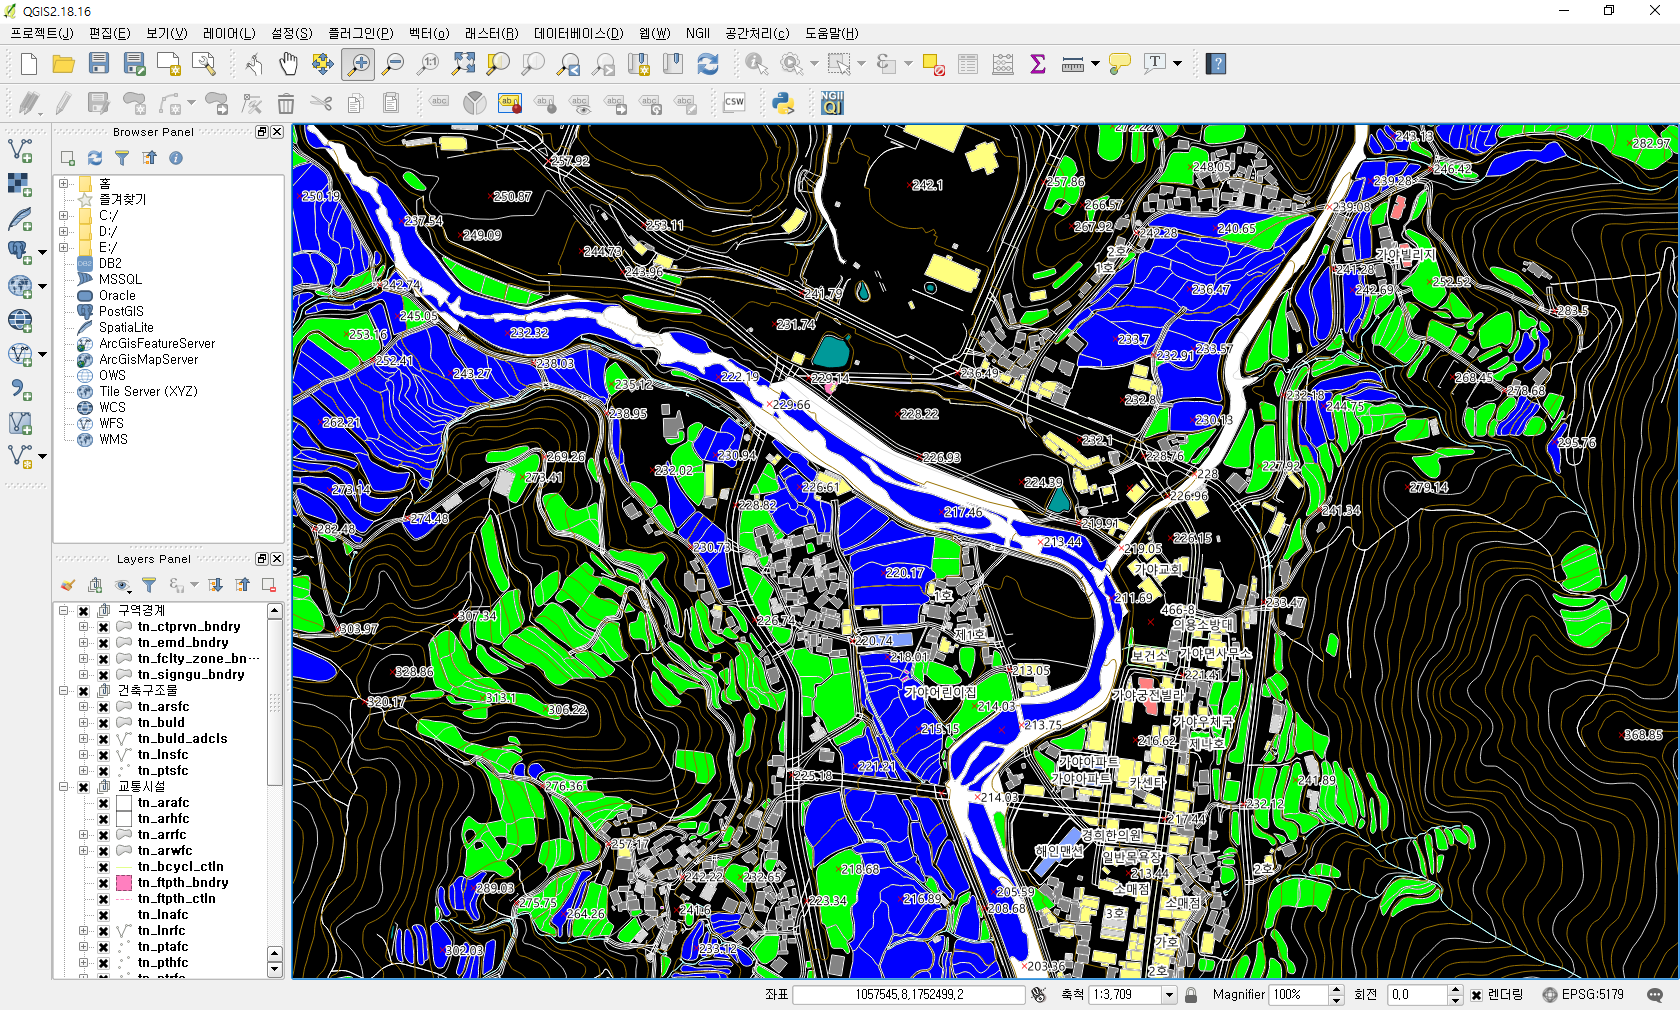 QGIS2.18.16
프로젝트(J) 편집(E) 보기(V) 레이어(L) 설정(S) 플러그인(P) 벡터(o) 래스터(R) 데이터베이스(D) 웹(W) NGII 공간처리(c) 도움말(H)
Browser Panel
홈
즐겨찾기
C:/
D:/
E:/
DB2
MSSQL
Oracle
PostGIS
SpatiaLite
ArcGisFeatureServer
ArcGisMapServer
OWS
Tile Server (XYZ)
WCS
WFS
WMS
Layers Panel
구역경계
tn_ctprvn_bndry
tn_emd_bndry
tn_fclty_zone_bn···
tn_signgu_bndry
건축구조물
tn_arsfc
tn_buld
tn_buld_adcls
tn_lnsfc
tn_ptsfc
교통시설
tn_arafc
tn_arhfc
tn_arrfc
tn_arwfc
tn_bcycl_ctln
tn_ftpth_bndry
tn_ftpth_ctln
tn_lnafc
tn_lnrfc
tn_ptafc
tn_pthfc
tn_ptrfc
272.22
243.13
282.97
257.92
248.05
246.42
250.19
250.87
242.1
257.86
239.28
237.54
266.57
239.08
249.09
253.11
267.92
242.28
240.65
244.73
2호
가야빌리지
243.96
1호
241.28
242.74
252.52
241.79
236.47
242.69
245.05
283.5
253.16
232.32
231.74
233.7
252.41
238.03
232.91
233.57
243.27
222.19
229.14
236.49
268.45
235.12
278.68
229.66
232.8
232.18
244.75
238.95
228.22
262.21
230.13
232.1
295.76
269.26
230.94
226.93
228.76
232.02
227.92
273.41
228
273.14
226.61
224.39
279.14
228.82
226.96
217.46
241.34
274.48
219.91
282.48
226.15
230.73
213.44
219.05
가야교회
220.17
1호
211.69
233.47
307.34
466-8
226.74
의용소방대
303.97
제1호
220.74
218.01
보건소
가야면사무소
328.86
213.05
221.41
가야어린이집
가야궁전빌라
320.17
313.1
306.22
214.03
213.75
가야우체국
215.15
216.62
제나호
368.85
221.21
가야아파트
225.18
가야아파트
카센타
241.89
276.36
214.03
232.12
217.44
257.17
경희한의원
해인맨션
일반목욕장
218.68
2호
242.22
232.65
213.44
289.03
205.59
소매점
275.75
264.26
241.6
223.34
216.89
208.68
3호
소매점
302.03
233.12
가호
203.36
2호
좌표 1057545,8,1752499,2 축척 1:3,709 Magnifier 100% 회전 0,0 렌더링 EPSG:5179